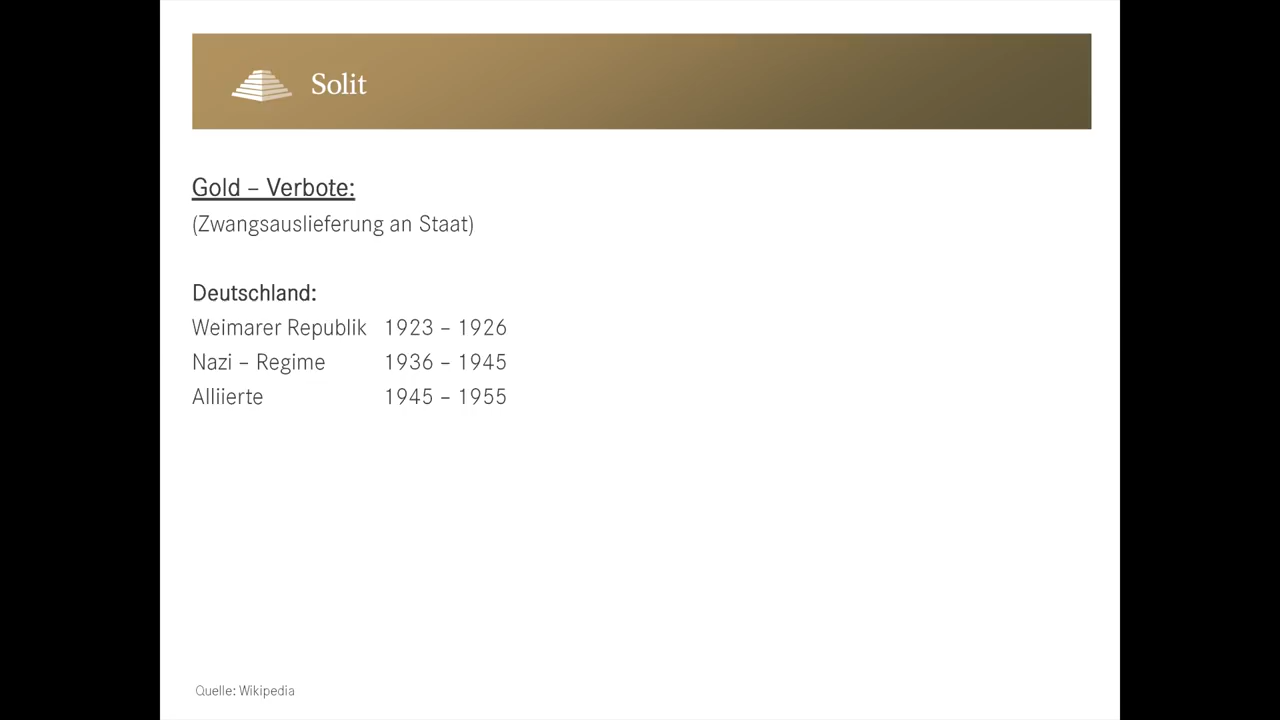 Solit
Gold – Verbote:
(Zwangsauslieferung an Staat)
Deutschland:
Weimarer Republik 1923 – 1926
Nazi – Regime 1936 – 1945
Alliierte 1945 – 1955
Quelle: Wikipedia